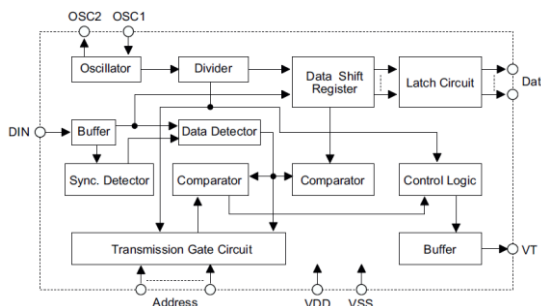 OSC2 OSC1
Oscillator
Divider
Data Shift
Register
Latch Circuit
Dat
DIN
Buffer
Data Detector
Sync. Detector
Comparator
Comparator
Control Logic
Transmission Gate Circuit
Buffer
VT
Address
VDD
VSS